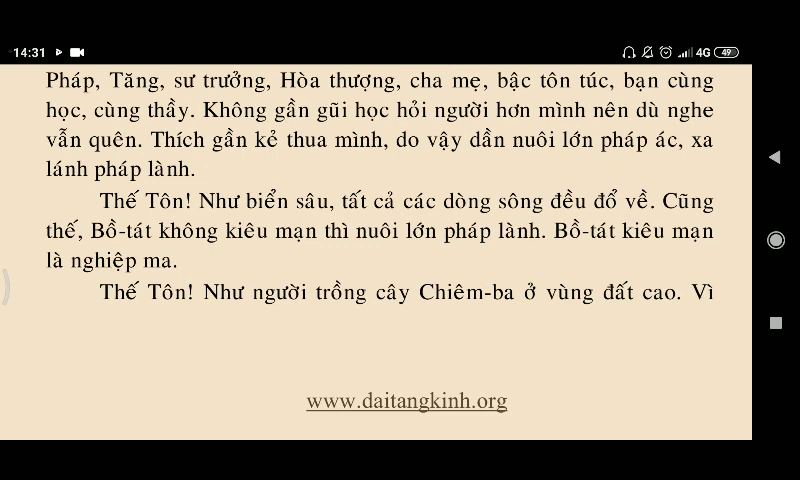 14:31
4G 49
Pháp, Tăng, sư trưởng, Hòa thượng, cha mẹ, bậc tôn túc, bạn cùng
học, cùng thầy. Không gần gũi học hỏi người hơn mình nên dù nghe
vẫn quên. Thích gần kẻ thua mình, do vậy dần nuôi lớn pháp ác, xa
lánh pháp lành.
Thế Tôn! Như biển sâu, tất cả các dòng sông đều đổ về. Cũng
thế, Bồ-tát không kiêu mạn thì nuôi lớn pháp lành. Bồ-tát kiêu mạn
là nghiệp ma.
Thế Tôn! Như người trồng cây Chiêm-ba ở vùng đất cao. Vì
www.daitangkinh.org